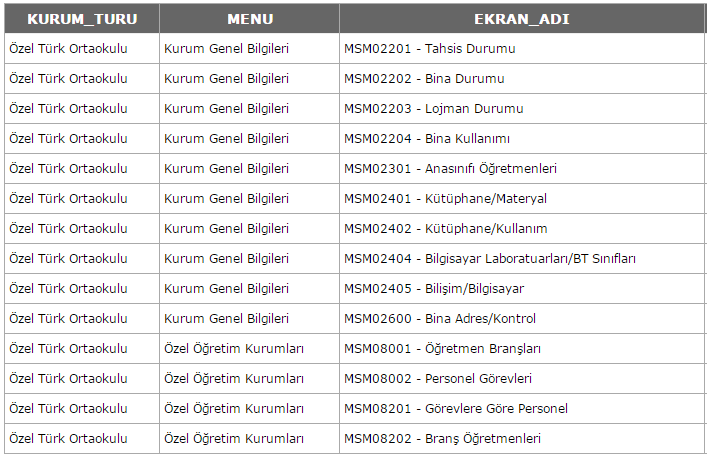 KURUM_TURU MENU EKRAN_ADI
Özel Türk Ortaokulu Kurum Genel Bilgileri MSM02201 - Tahsis Durumu
Özel Türk Ortaokulu Kurum Genel Bilgileri MSM02202 - Bina Durumu
Özel Türk Ortaokulu Kurum Genel Bilgileri MSM02203 - Lojman Durumu
Özel Türk Ortaokulu Kurum Genel Bilgileri MSM02204 - Bina Kullanımı
Özel Türk Ortaokulu Kurum Genel Bilgileri MSM02301 - Anasınıfı Öğretmenleri
Özel Türk Ortaokulu Kurum Genel Bilgileri MSM02401 - Kütüphane/Materyal
Özel Türk Ortaokulu Kurum Genel Bilgileri MSM02402 - Kütüphane/Kullanım
Özel Türk Ortaokulu Kurum Genel Bilgileri MSM02404 - Bilgisayar Laboratuarları/BT Sınıfları
Özel Türk Ortaokulu Kurum Genel Bilgileri MSM02405 - Bilişim/Bilgisayar
Özel Türk Ortaokulu Kurum Genel Bilgileri MSM02600 - Bina Adres/Kontrol
Özel Türk Ortaokulu Özel Öğretim Kurumları MSM08001 - Öğretmen Branşları
Özel Türk Ortaokulu Özel Öğretim Kurumları MSM08002 - Personel Görevleri
Özel Türk Ortaokulu Özel Öğretim Kurumları MSM08201 - Görevlere Göre Personel
Özel Türk Ortaokulu Özel Öğretim Kurumları MSM08202 - Branş Öğretmenleri